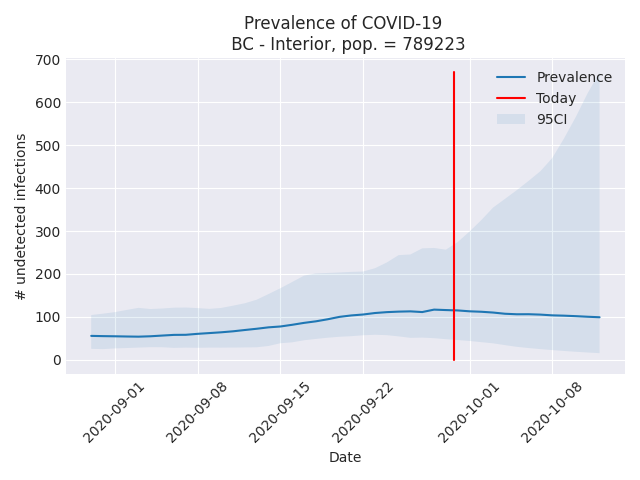 Prevalence of COVID-19
BC - Interior, pop. = 789223
Prevalence
Today
95CI
700
600
500
400
300
200
100
0
# undetected infections
2020-09-01
2020-09-08
2020-09-15
2020-09-22
2020-10-01
2020-10-08
Date